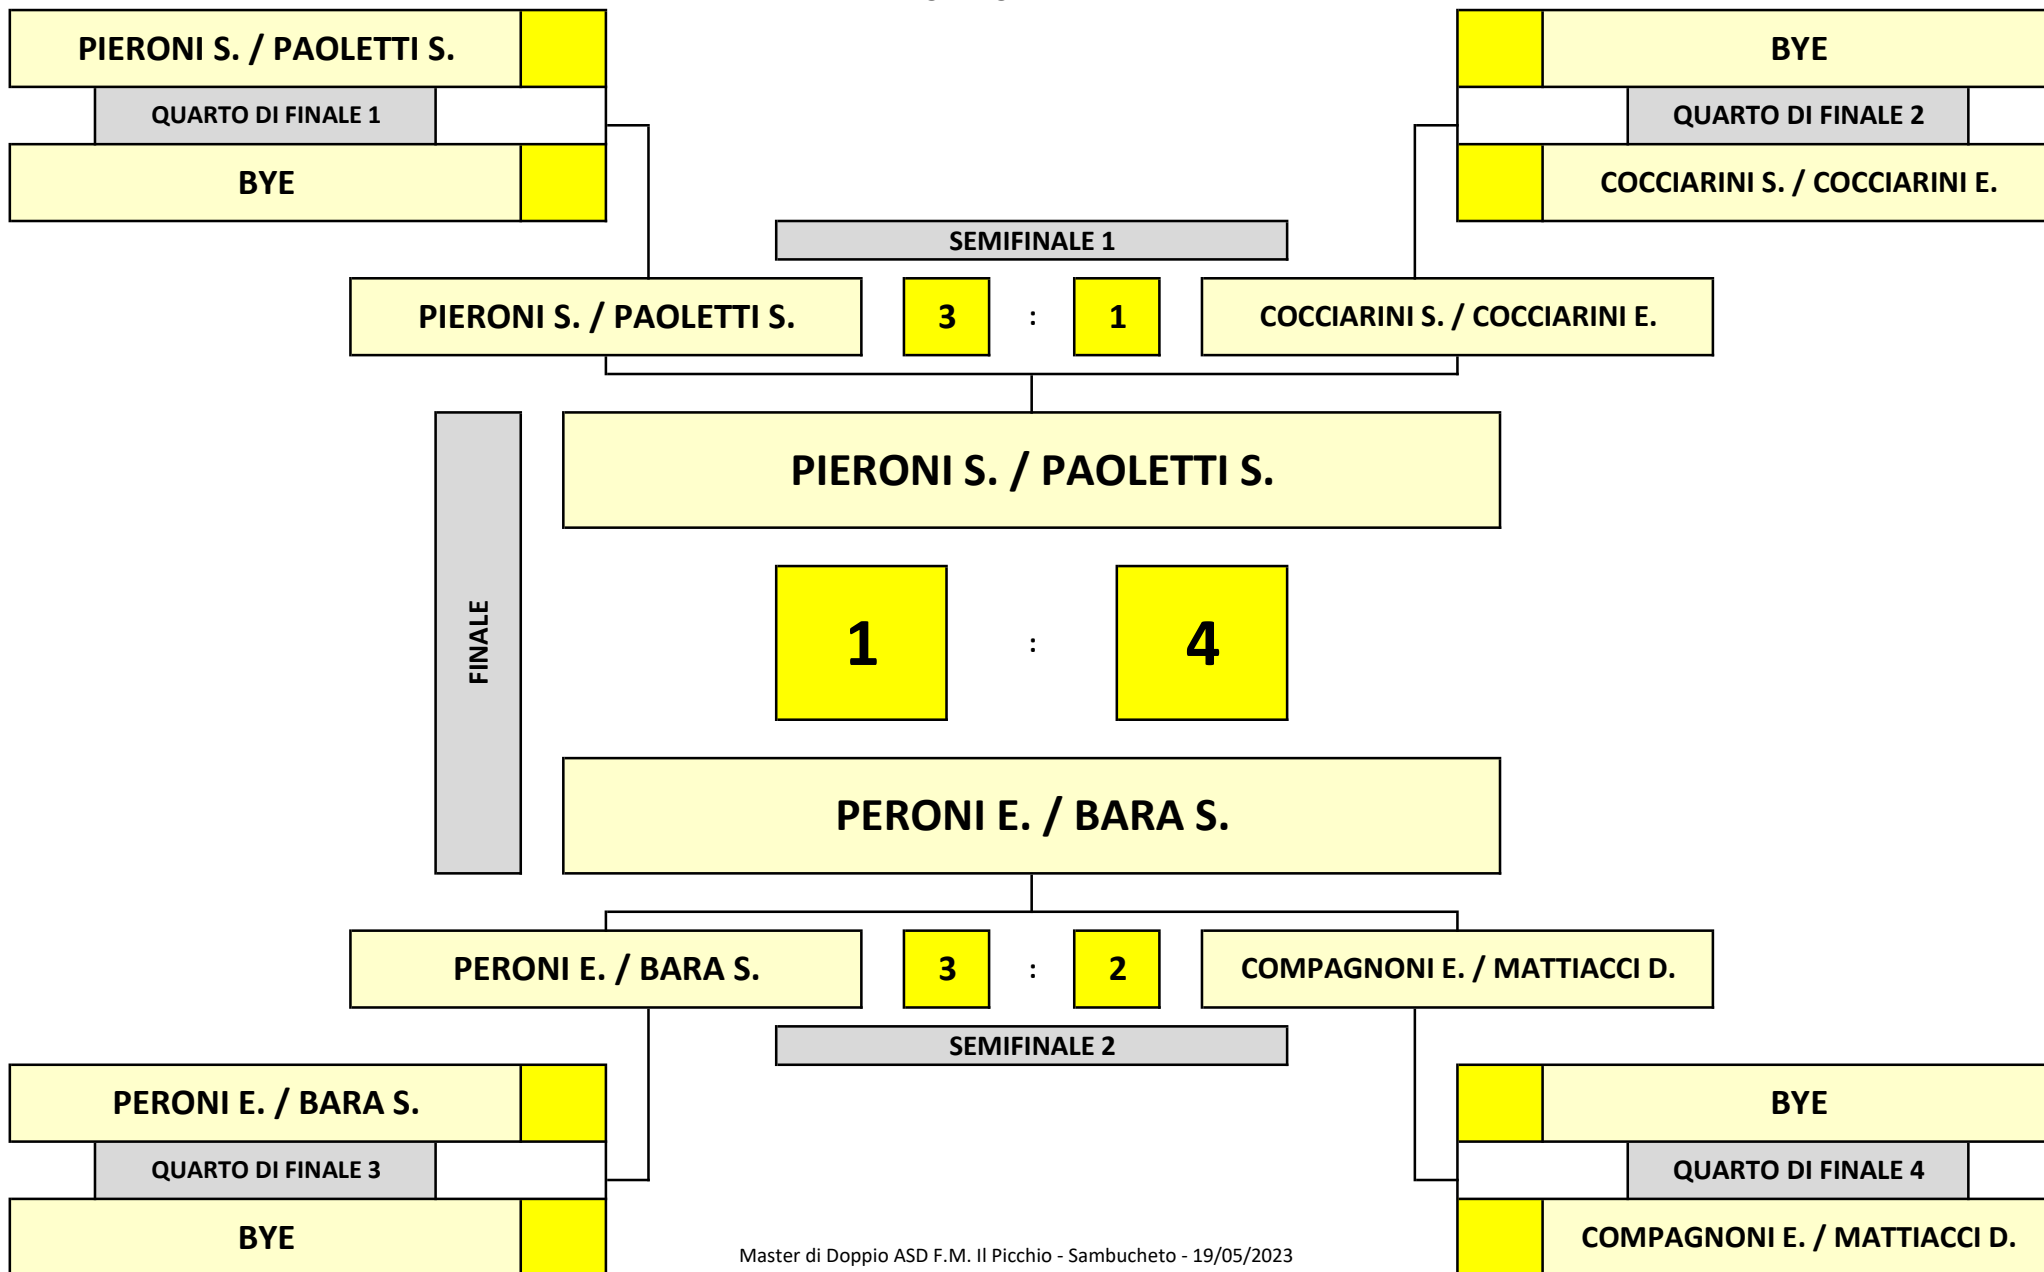 PIERONI S. / PAOLETTI S.
BYE
QUARTO DI FINALE 1
QUARTO DI FINALE 2
BYE
COCCIARINI S. / COCCIARINI E.
SEMIFINALE 1
PIERONI S. / PAOLETTI S. 3 : 1 COCCIARINI S. / COCCIARINI E.
PIERONI S. / PAOLETTI S.
FINALE
1 : 4
PERONI E. / BARA S.
PERONI E. / BARA S. 3 : 2 COMPAGNONI E. / MATTIACCI D.
SEMIFINALE 2
PERONI E. / BARA S.
BYE
QUARTO DI FINALE 3
QUARTO DI FINALE 4
BYE
COMPAGNONI E. / MATTIACCI D.
Master di Doppio ASD F.M. Il Picchio - Sambucheto - 19/05/2023